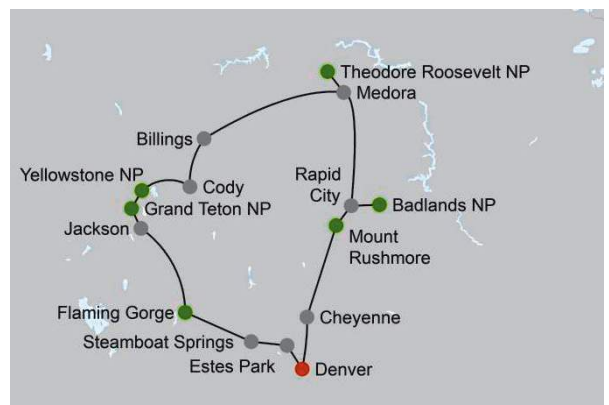 Theodore Roosevelt NP
Medora
Billings
Yellowstone NP
Cody
Rapid
City
Badlands NP
Grand Teton NP
Jackson
Mount
Rushmore
Flaming Gorge
Cheyenne
Steamboat Springs
Estes Park
Denver